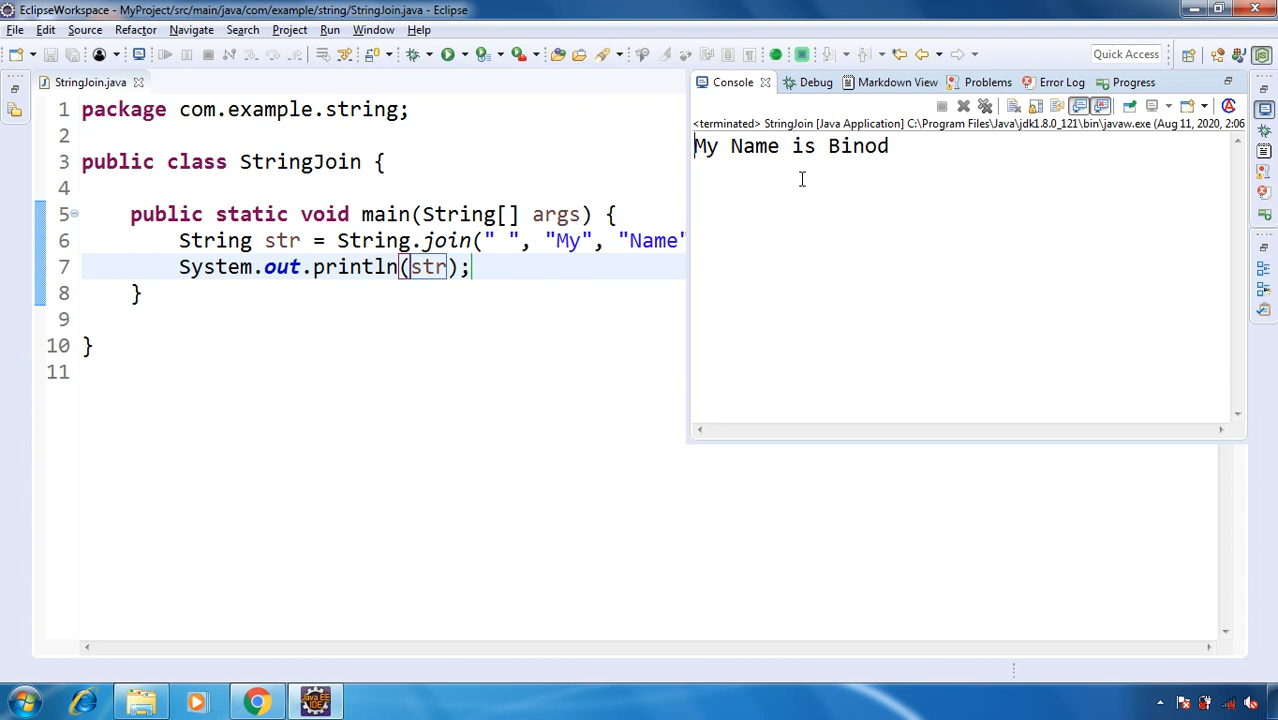 EclipseWorkspace - MyProject/src/main/java/com/example/string/StringJoin.java - Eclipse
File Edit Source Refactor Navigate Search Project Run Window Help
Quick Access
StringJoin.java
Console Debug Markdown View Problems Error Log Progress
<terminated> StringJoin [Java Application] C:\Program Files\Java\jdk1.8.0_121\bin\javaw.exe (Aug 11, 2020, 2:06
My Name is Binod
1 package com.example.string;
2
3 public class StringJoin {
4
5 public static void main(String[] args) {
6 String str = String.join(" ", "My", "Name"
7 System.out.println(str);
8 }
9
10 }
11
Java EE
IDE